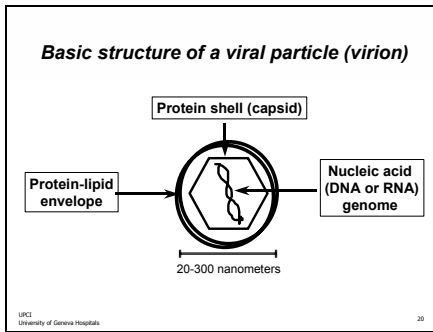 Basic structure of a viral particle (virion)
Protein shell (capsid)
Protein-lipid
envelope
Nucleic acid
(DNA or RNA)
genome
20-300 nanometers
UPCI
University of Geneva Hospitals
20